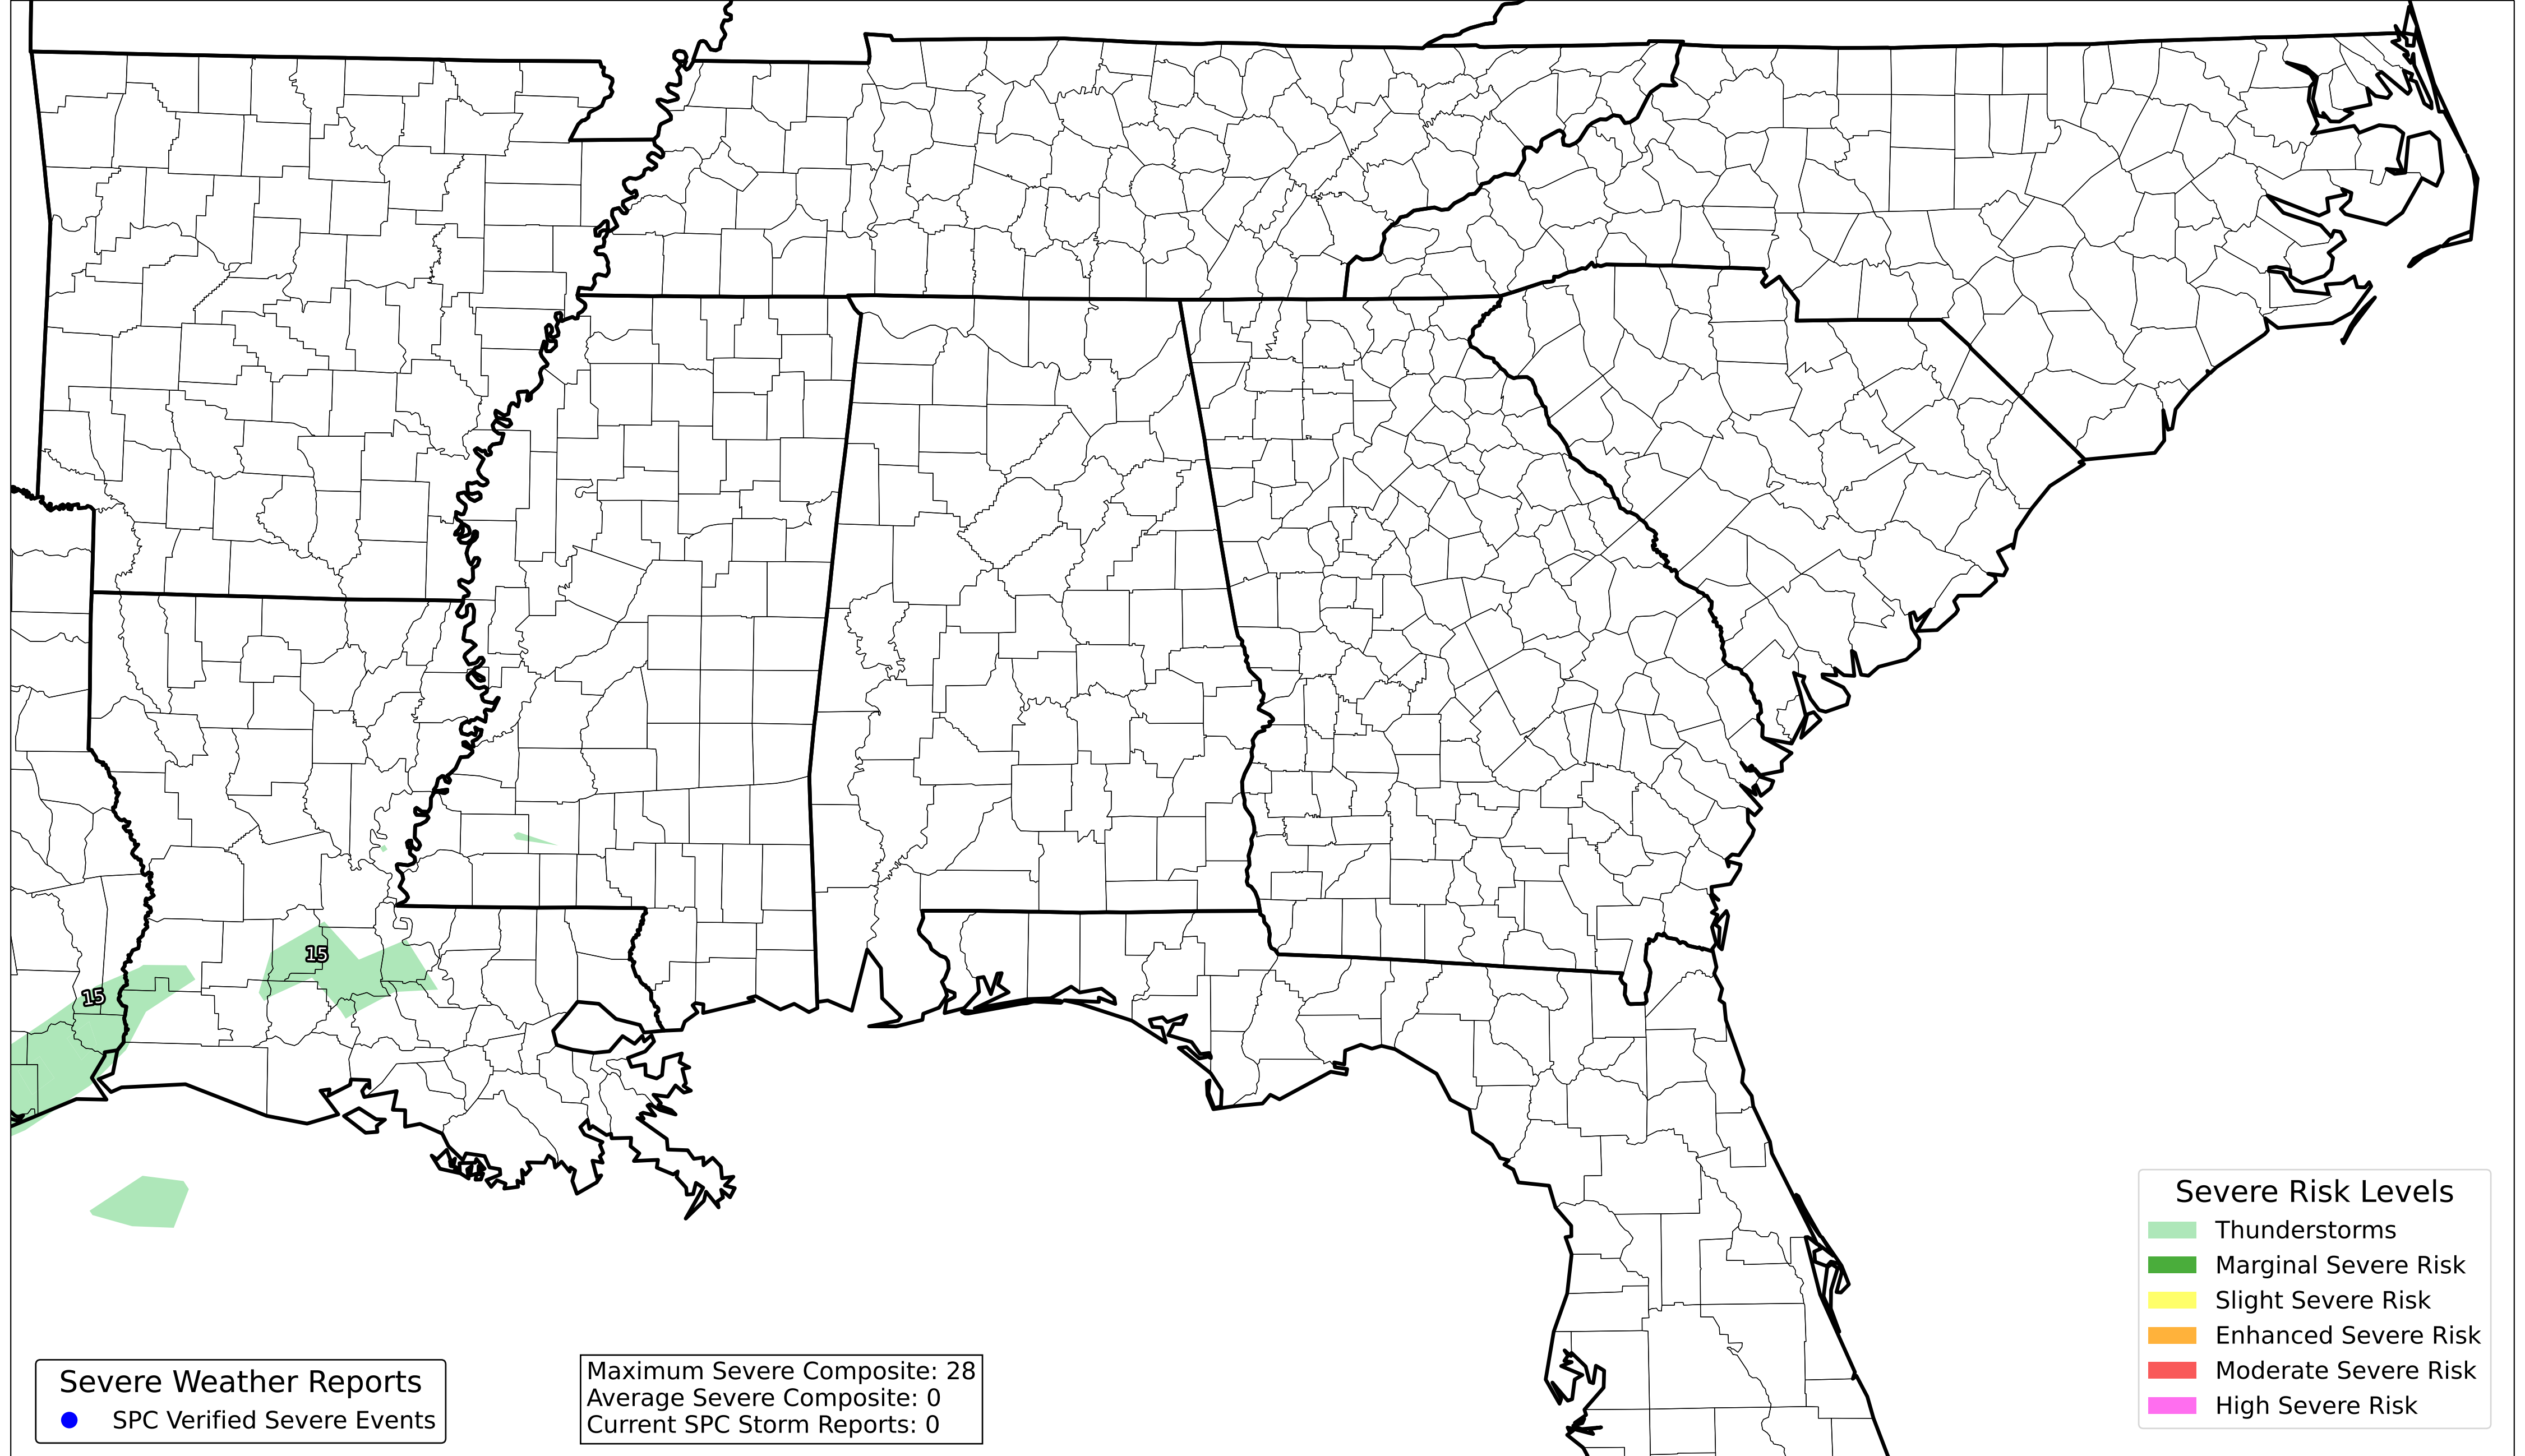 15
15
Severe Weather Reports
SPC Verified Severe Events
Maximum Severe Composite: 28
Average Severe Composite: 0
Current SPC Storm Reports: 0
Severe Risk Levels
Thunderstorms
Marginal Severe Risk
Slight Severe Risk
Enhanced Severe Risk
Moderate Severe Risk
High Severe Risk